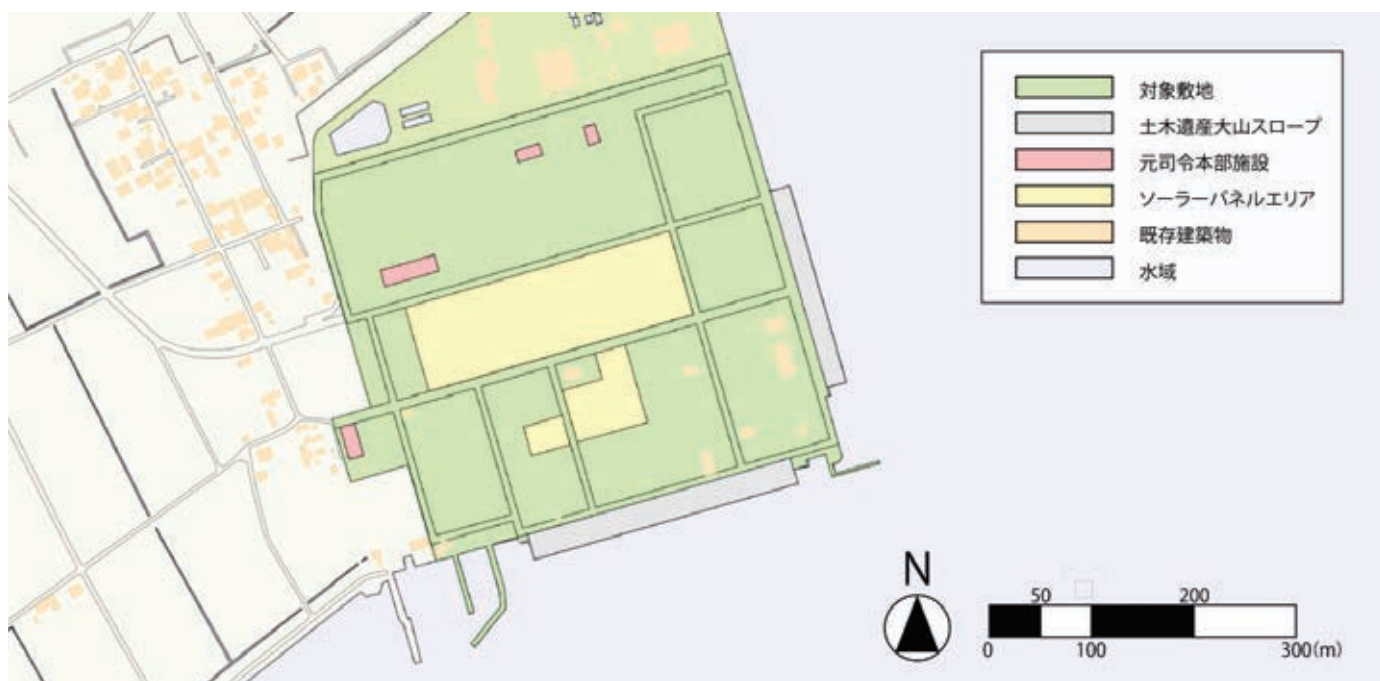 対象敷地
土木遺産大山スロープ
元司令本部施設
ソーラーパネルエリア
既存建築物
水域
N
50 200
0 100 300(m)